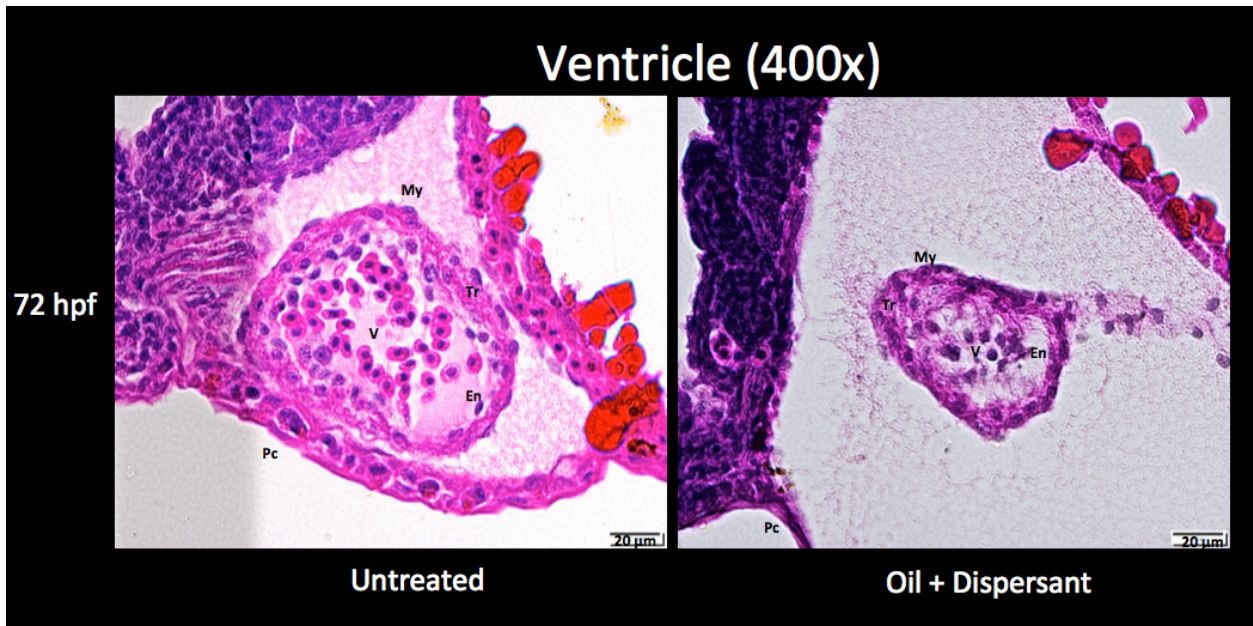 Ventricle (400x)
72 hpf
My
Tr
V
En
Pc
20 µm
My
Tr
V
En
Pc
20 µm
Untreated
Oil + Dispersant